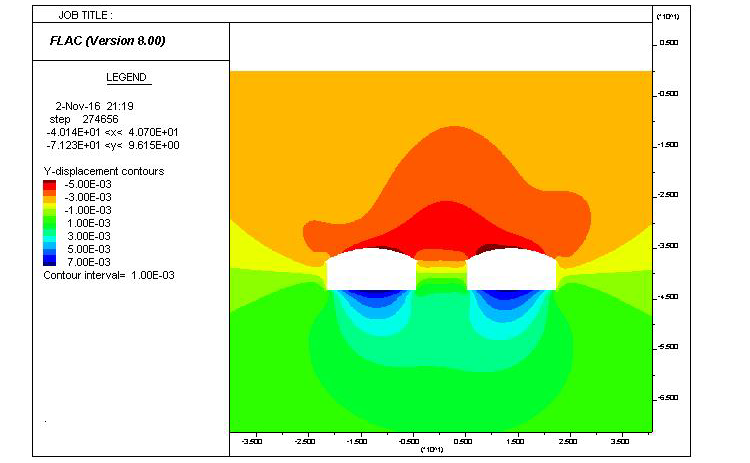 JOB TITLE :
FLAC (Version 8.00)
LEGEND
2-Nov-16 21:19
step 274656
-4.014E+01 <x< 4.070E+01
-7.123E+01 <y< 9.615E+00
Y-displacement contours
-5.00E-03
-3.00E-03
-1.00E-03
1.00E-03
3.00E-03
5.00E-03
7.00E-03
Contour interval= 1.00E-03
(*10^1)
0.500
-0.500
-1.500
-2.500
-3.500
-4.500
-5.500
-6.500
-3.500 -2.500 -1.500 -0.500 0.500 1.500 2.500 3.500
(*10^1)